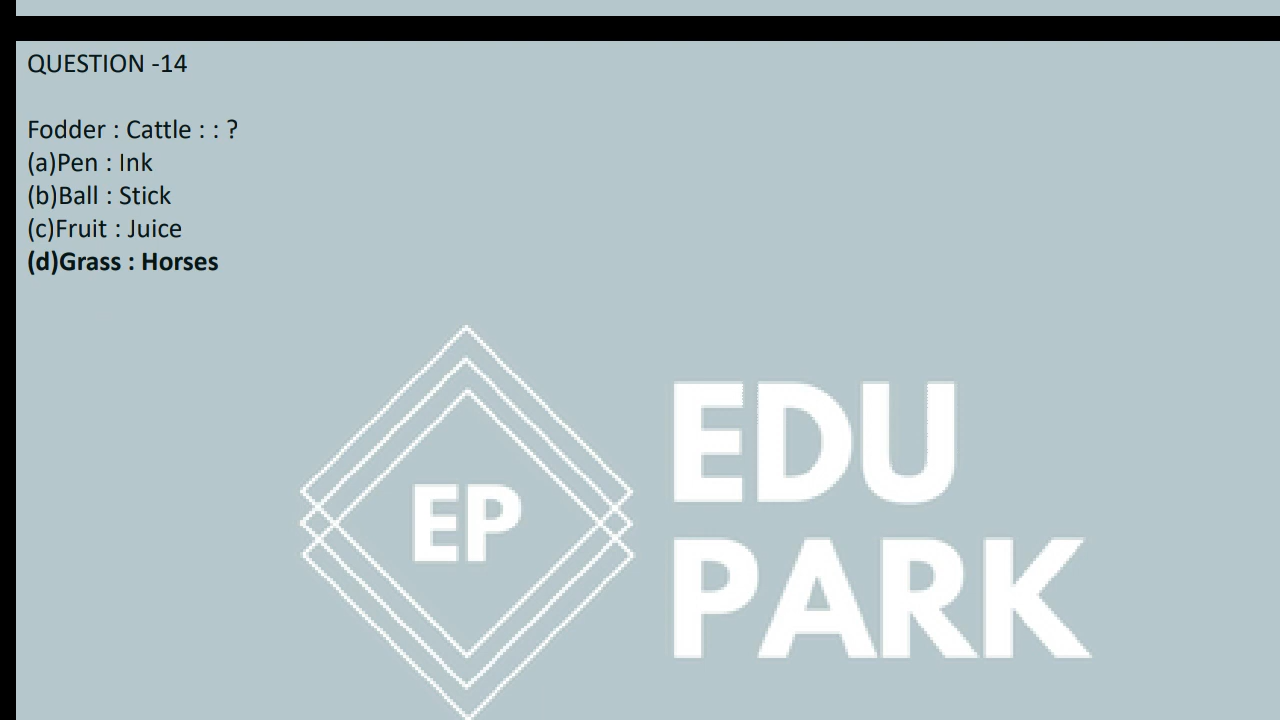 QUESTION -14
Fodder : Cattle : : ?
(a)Pen : Ink
(b)Ball : Stick
(c)Fruit : Juice
(d)Grass : Horses
EP
EDU
PARK